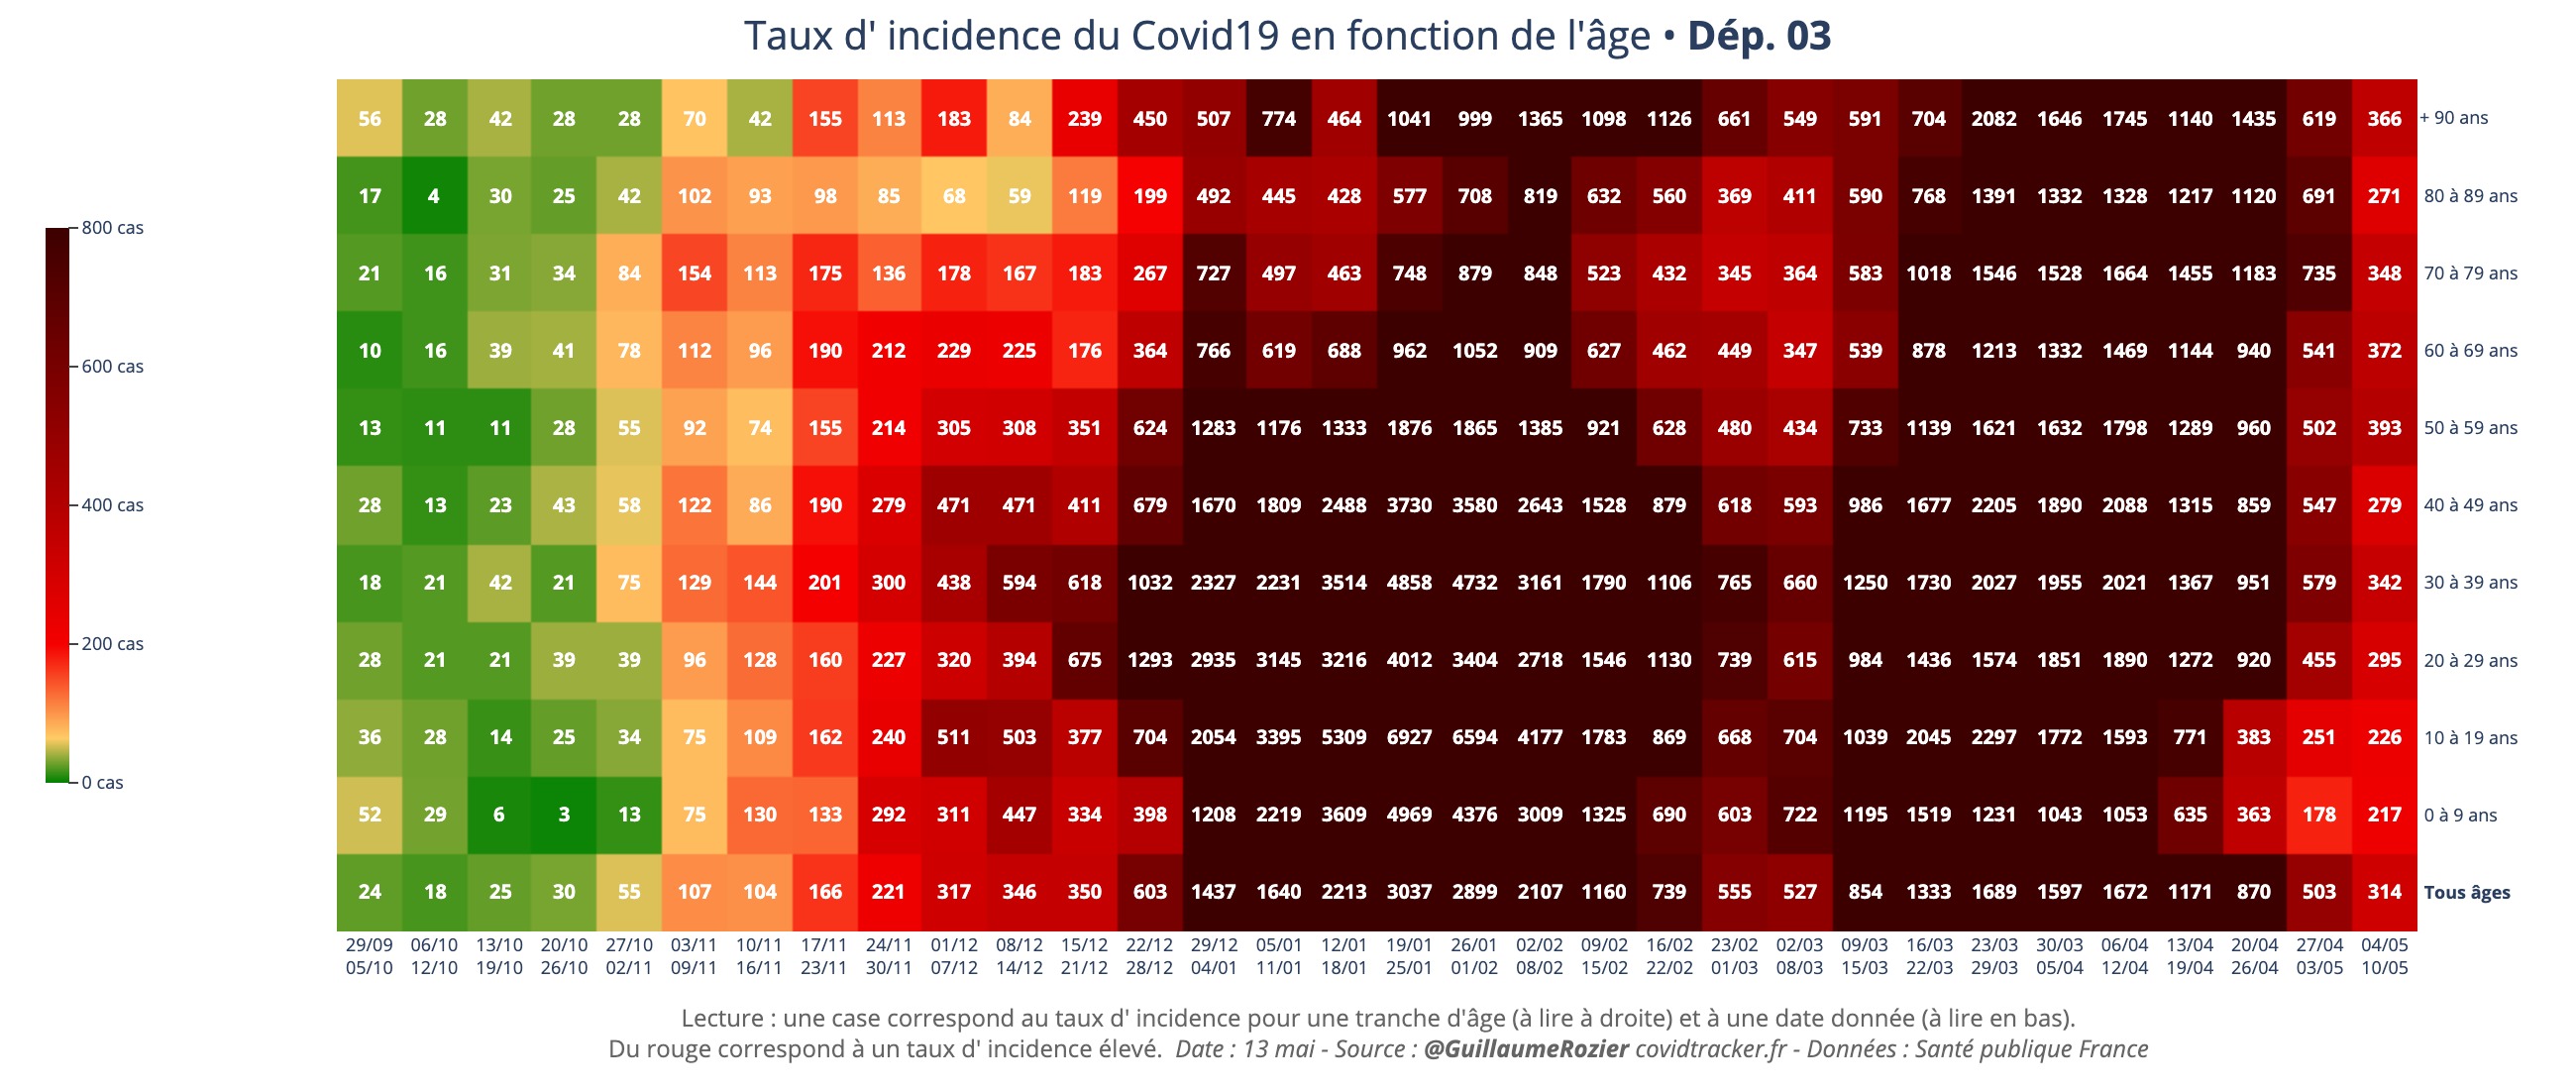 Taux d' incidence du Covid19 en fonction de l'âge • Dép. 03
56 28 42 28 28 70 42 155 113 183 84 239 450 507 774 464 1041 999 1365 1098 1126 661 549 591 704 2082 1646 1745 1140 1435 619 366 + 90 ans
17 4 30 25 42 102 93 98 85 68 59 119 199 492 445 428 577 708 819 632 560 369 411 590 768 1391 1332 1328 1217 1120 691 271 80 à 89 ans
800 cas
21 16 31 34 84 154 113 175 136 178 167 183 267 727 497 463 748 879 848 523 432 345 364 583 1018 1546 1528 1664 1455 1183 735 348 70 à 79 ans
10 16 39 41 78 112 96 190 212 229 225 176 364 766 619 688 962 1052 909 627 462 449 347 539 878 1213 1332 1469 1144 940 541 372 60 à 69 ans
600 cas
13 11 11 28 55 92 74 155 214 305 308 351 624 1283 1176 1333 1876 1865 1385 921 628 480 434 733 1139 1621 1632 1798 1289 960 502 393 50 à 59 ans
400 cas
28 13 23 43 58 122 86 190 279 471 471 411 679 1670 1809 2488 3730 3580 2643 1528 879 618 593 986 1677 2205 1890 2088 1315 859 547 279 40 à 49 ans
18 21 42 21 75 129 144 201 300 438 594 618 1032 2327 2231 3514 4858 4732 3161 1790 1106 765 660 1250 1730 2027 1955 2021 1367 951 579 342 30 à 39 ans
200 cas
28 21 21 39 39 96 128 160 227 320 394 675 1293 2935 3145 3216 4012 3404 2718 1546 1130 739 615 984 1436 1574 1851 1890 1272 920 455 295 20 à 29 ans
36 28 14 25 34 75 109 162 240 511 503 377 704 2054 3395 5309 6927 6594 4177 1783 869 668 704 1039 2045 2297 1772 1593 771 383 251 226 10 à 19 ans
0 cas
52 29 6 3 13 75 130 133 292 311 447 334 398 1208 2219 3609 4969 4376 3009 1325 690 603 722 1195 1519 1231 1043 1053 635 363 178 217 0 à 9 ans
24 18 25 30 55 107 104 166 221 317 346 350 603 1437 1640 2213 3037 2899 2107 1160 739 555 527 854 1333 1689 1597 1672 1171 870 503 314 Tous âges
29/09 06/10 13/10 20/10 27/10 03/11 10/11 17/11 24/11 01/12 08/12 15/12 22/12 29/12 05/01 12/01 19/01 26/01 02/02 09/02 16/02 23/02 02/03 09/03 16/03 23/03 30/03 06/04 13/04 20/04 27/04 04/05
05/10 12/10 19/10 26/10 02/11 09/11 16/11 23/11 30/11 07/12 14/12 21/12 28/12 04/01 11/01 18/01 25/01 01/02 08/02 15/02 22/02 01/03 08/03 15/03 22/03 29/03 05/04 12/04 19/04 26/04 03/05 10/05
Lecture : une case correspond au taux d' incidence pour une tranche d'âge (à lire à droite) et à une date donnée (à lire en bas).
Du rouge correspond à un taux d' incidence élevé. Date : 13 mai - Source : @GuillaumeRozier covidtracker.fr - Données : Santé publique France